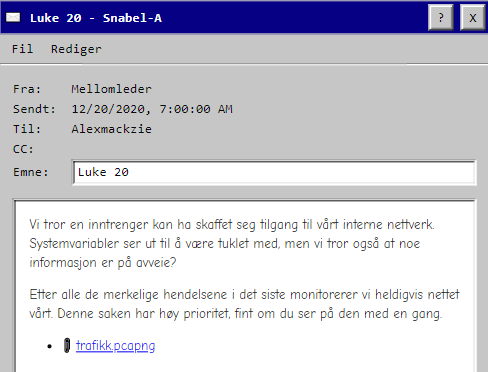 Luke 20 - Snabel-A
? X
Fil Rediger
Fra: Mellomleder
Sendt: 12/20/2020, 7:00:00 AM
Til: Alexmackzie
CC:
Emne: Luke 20
Vi tror en inntrenger kan ha skaffet seg tilgang til vårt interne nettverk.
Systemvariabler ser ut til å være tuklet med, men vi tror også at noe
informasjon er på avveie?
Etter alle de merkelige hendelsene i det siste monitorerer vi heldigvis nettet
vårt. Denne saken har høy prioritet, fint om du ser på den med en gang.
trafikk.pcapng